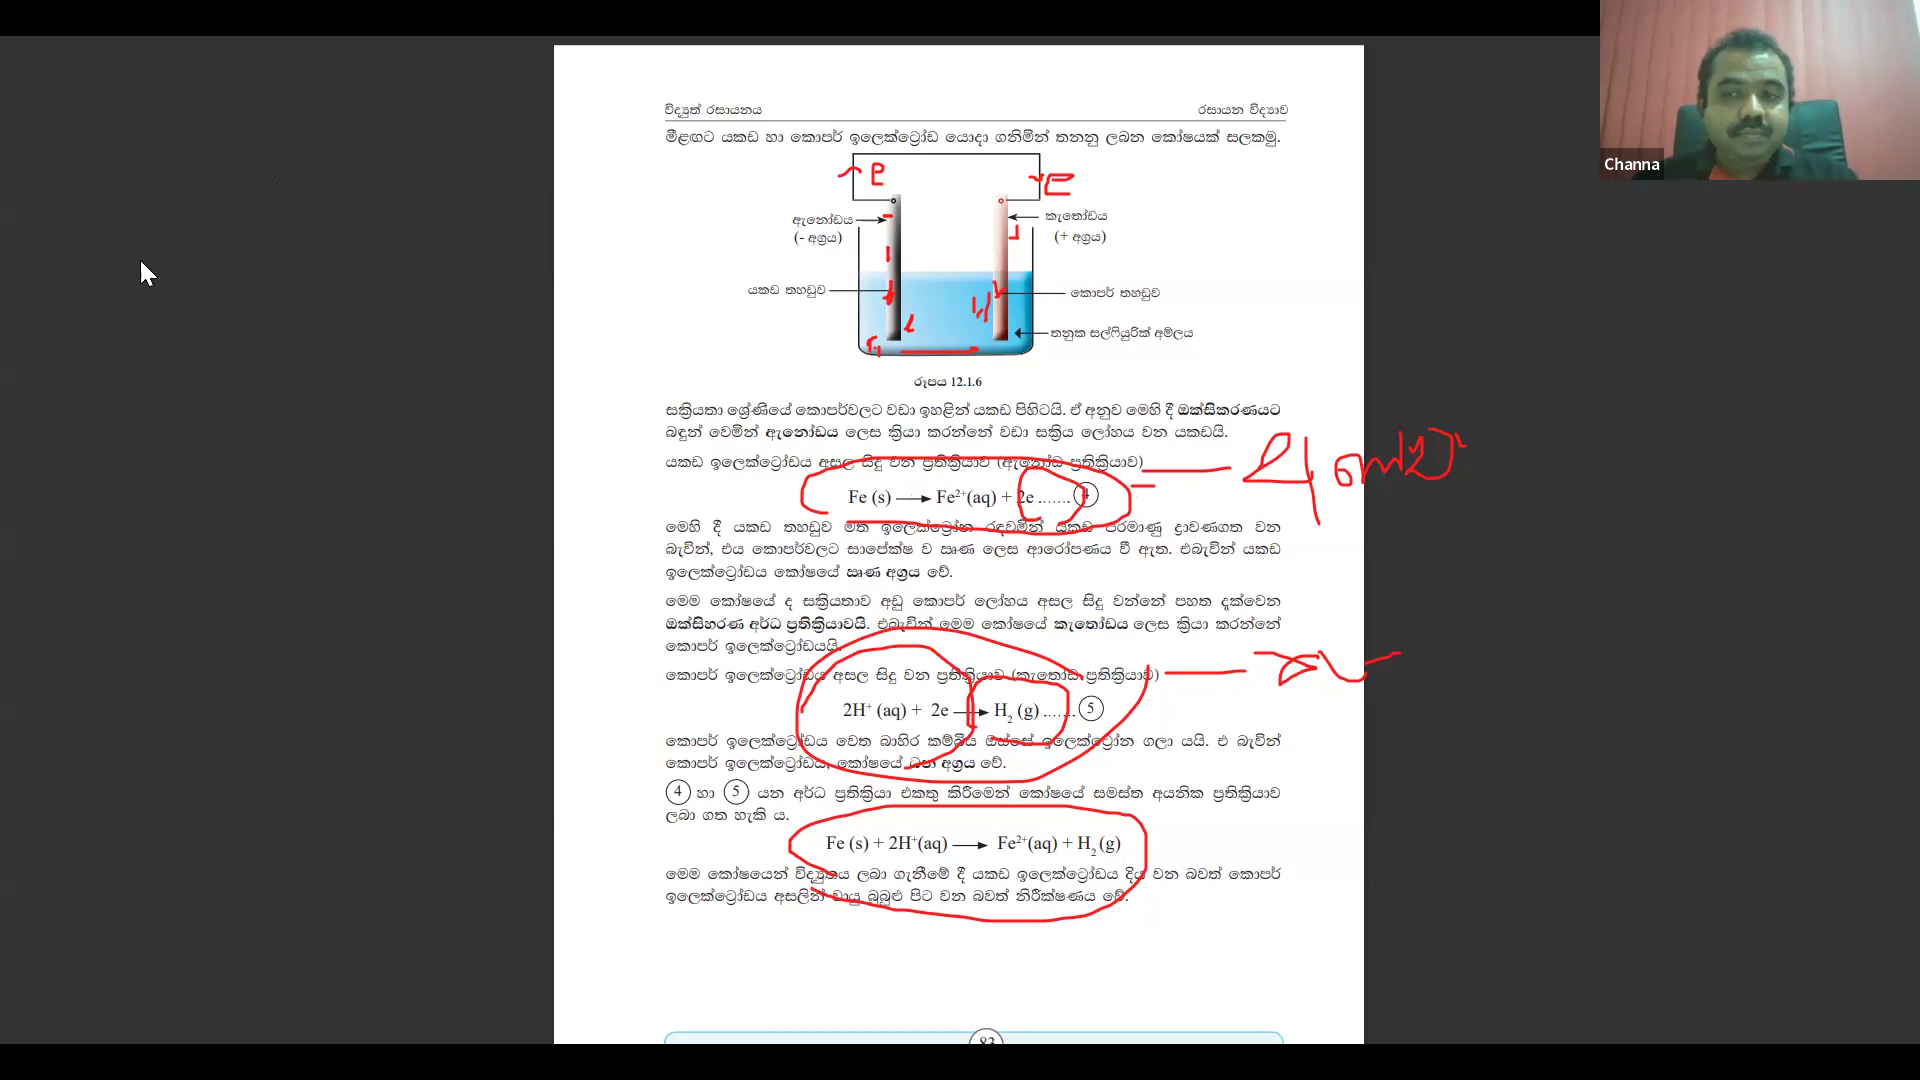 Channa
විද්‍යුත් රසායනය රසායන විද්‍යාව
මීළඟට යකඩ හා කොපර් ඉලෙක්ට්‍රෝඩ යොදා ගනිමින් තනනු ලබන කෝෂයක් සලකමු.
e
ඇනෝඩය
(- අග්‍රය)
කැතෝඩය
(+ අග්‍රය)
යකඩ තහඩුව
කොපර් තහඩුව
තනුක සල්ෆියුරික් අම්ලය
රූපය 12.1.6
සක්‍රියතා ශ්‍රේණියේ කොපර්වලට වඩා ඉහළින් යකඩ පිහිටයි. ඒ අනුව මෙහි දී ඔක්සිකරණයට
බඳුන් වෙමින් ඇනෝඩය ලෙස ක්‍රියා කරන්නේ වඩා සක්‍රිය ලෝහය වන යකඩයි.
යකඩ ඉලෙක්ට්‍රෝඩය අසල සිදු වන ප්‍රතික්‍රියාව (ඇනෝඩ ප්‍රතික්‍රියාව)
Fe (s) ⟶ Fe²⁺(aq) + 2e ....... ④
මෙහි දී යකඩ තහඩුව මත ඉලෙක්ට්‍රෝන රඳවමින් යකඩ පරමාණු ද්‍රාවණගත වන
බැවින්, එය කොපර්වලට සාපේක්ෂ ව ඍණ ලෙස ආරෝපණය වී ඇත. එබැවින් යකඩ
ඉලෙක්ට්‍රෝඩය කෝෂයේ ඍණ අග්‍රය වේ.
මෙම කෝෂයේ ද සක්‍රියතාව අඩු කොපර් ලෝහය අසල සිදු වන්නේ පහත දැක්වෙන
ඔක්සිහරණ අර්ධ ප්‍රතික්‍රියාවයි. එබැවින් මෙම කෝෂයේ කැතෝඩය ලෙස ක්‍රියා කරන්නේ
කොපර් ඉලෙක්ට්‍රෝඩයයි.
කොපර් ඉලෙක්ට්‍රෝඩය අසල සිදු වන ප්‍රතික්‍රියාව (කැතෝඩ ප්‍රතික්‍රියාව)
2H⁺ (aq) + 2e ⟶ H₂ (g) ....... ⑤
කොපර් ඉලෙක්ට්‍රෝඩය වෙත බාහිර කම්බිය ඔස්සේ ඉලෙක්ට්‍රෝන ගලා යයි. එ බැවින්
කොපර් ඉලෙක්ට්‍රෝඩය, කෝෂයේ ධන අග්‍රය වේ.
④ හා ⑤ යන අර්ධ ප්‍රතික්‍රියා එකතු කිරීමෙන් කෝෂයේ සමස්ත අයනික ප්‍රතික්‍රියාව
ලබා ගත හැකි ය.
Fe (s) + 2H⁺(aq) ⟶ Fe²⁺(aq) + H₂ (g)
මෙම කෝෂයෙන් විද්‍යුතය ලබා ගැනීමේ දී යකඩ ඉලෙක්ට්‍රෝඩය දිය වන බවත් කොපර්
ඉලෙක්ට්‍රෝඩය අසලින් වායු බුබුළු පිට වන බවත් නිරීක්ෂණය වේ.
83